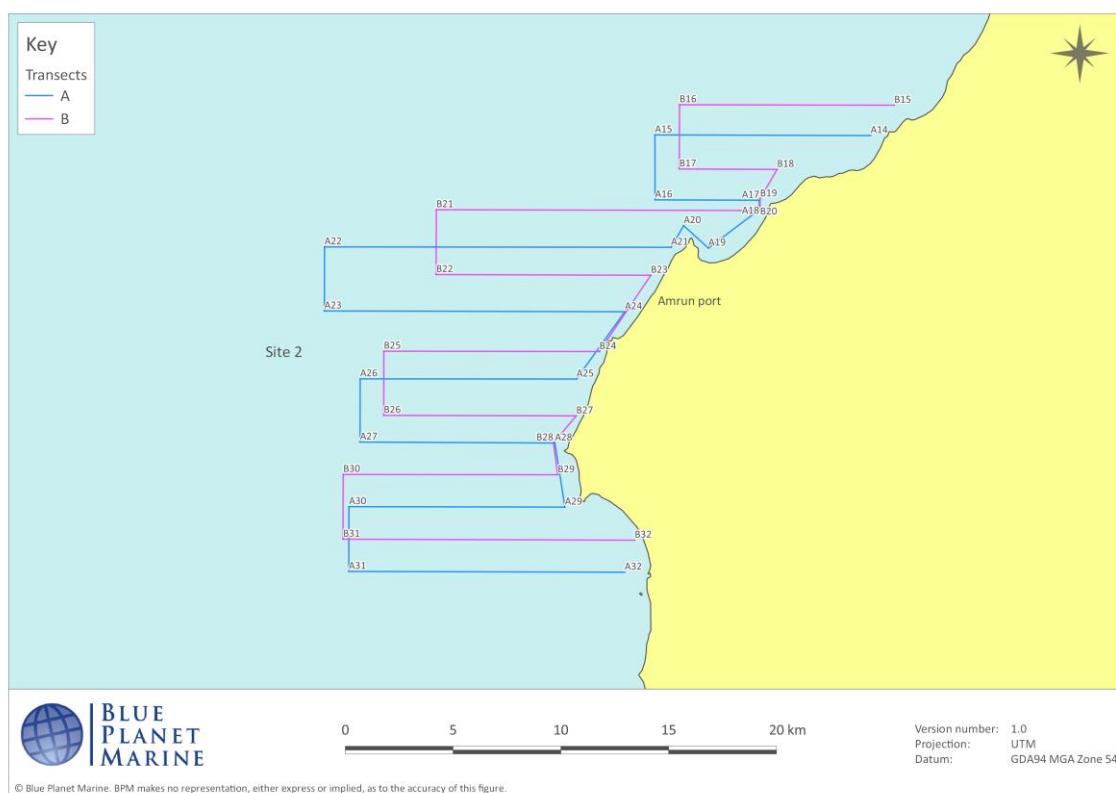 Key
Transects
A
B
B16
B15
A15
A14
B17
B18
A16
A17
B19
B21
A18
B20
A20
A22
A21
A19
B22
B23
Amrun port
A23
A24
Site 2
B25
B24
A26
A25
B26
B27
A27
B28
A28
B30
B29
A30
A29
B31
B32
A31
A32
BLUE
PLANET
MARINE
0 5 10 15 20 km
Version number: 1.0
Projection: UTM
Datum: GDA94 MGA Zone 54
© Blue Planet Marine. BPM makes no representation, either express or implied, as to the accuracy of this figure.